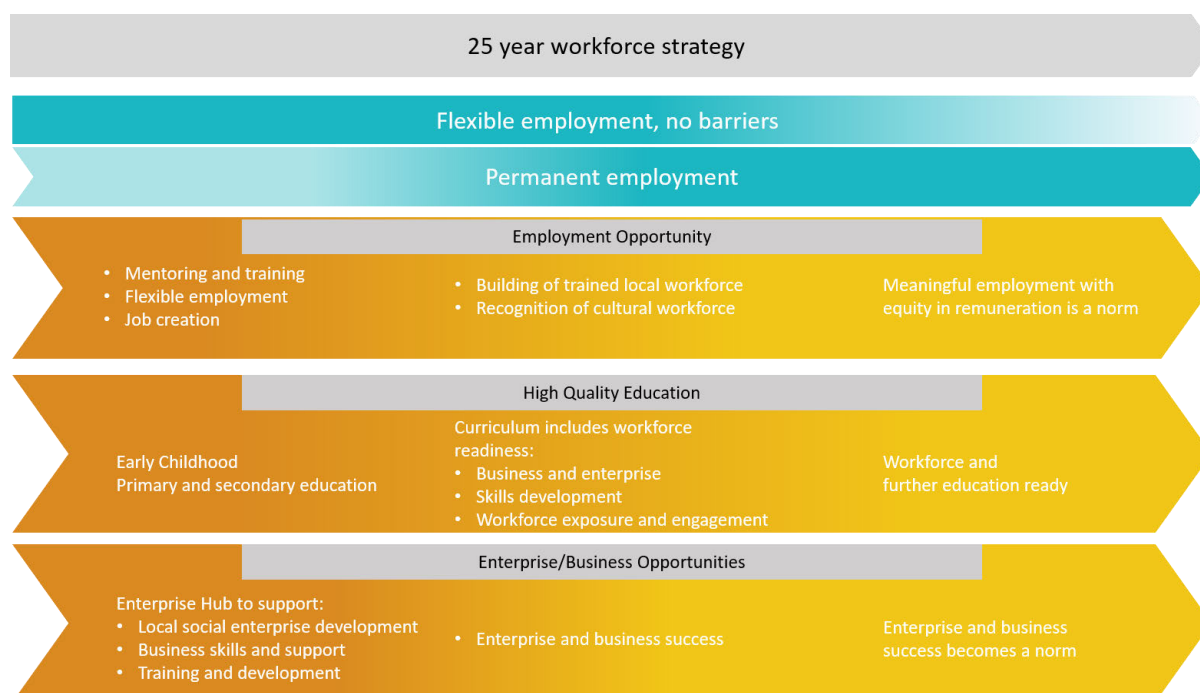 25 year workforce strategy
Flexible employment, no barriers
Permanent employment
Employment Opportunity
• Mentoring and training
• Flexible employment
• Job creation
• Building of trained local workforce
• Recognition of cultural workforce
Meaningful employment with
equity in remuneration is a norm
High Quality Education
Early Childhood
Primary and secondary education
Curriculum includes workforce
readiness:
• Business and enterprise
• Skills development
• Workforce exposure and engagement
Workforce and
further education ready
Enterprise/Business Opportunities
Enterprise Hub to support:
• Local social enterprise development
• Business skills and support
• Training and development
• Enterprise and business success
Enterprise and business
success becomes a norm